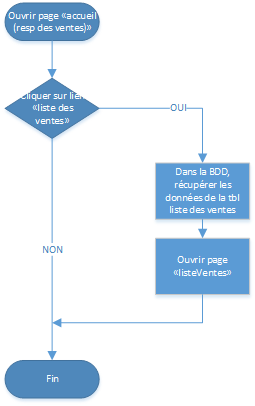 Ouvrir page «accueil
(resp des ventes)»
Cliquer sur lien
«liste des
ventes»
OUI
Dans la BDD,
récupérer les
données de la tbl
liste des ventes
NON
Ouvrir page
«listeVentes»
Fin